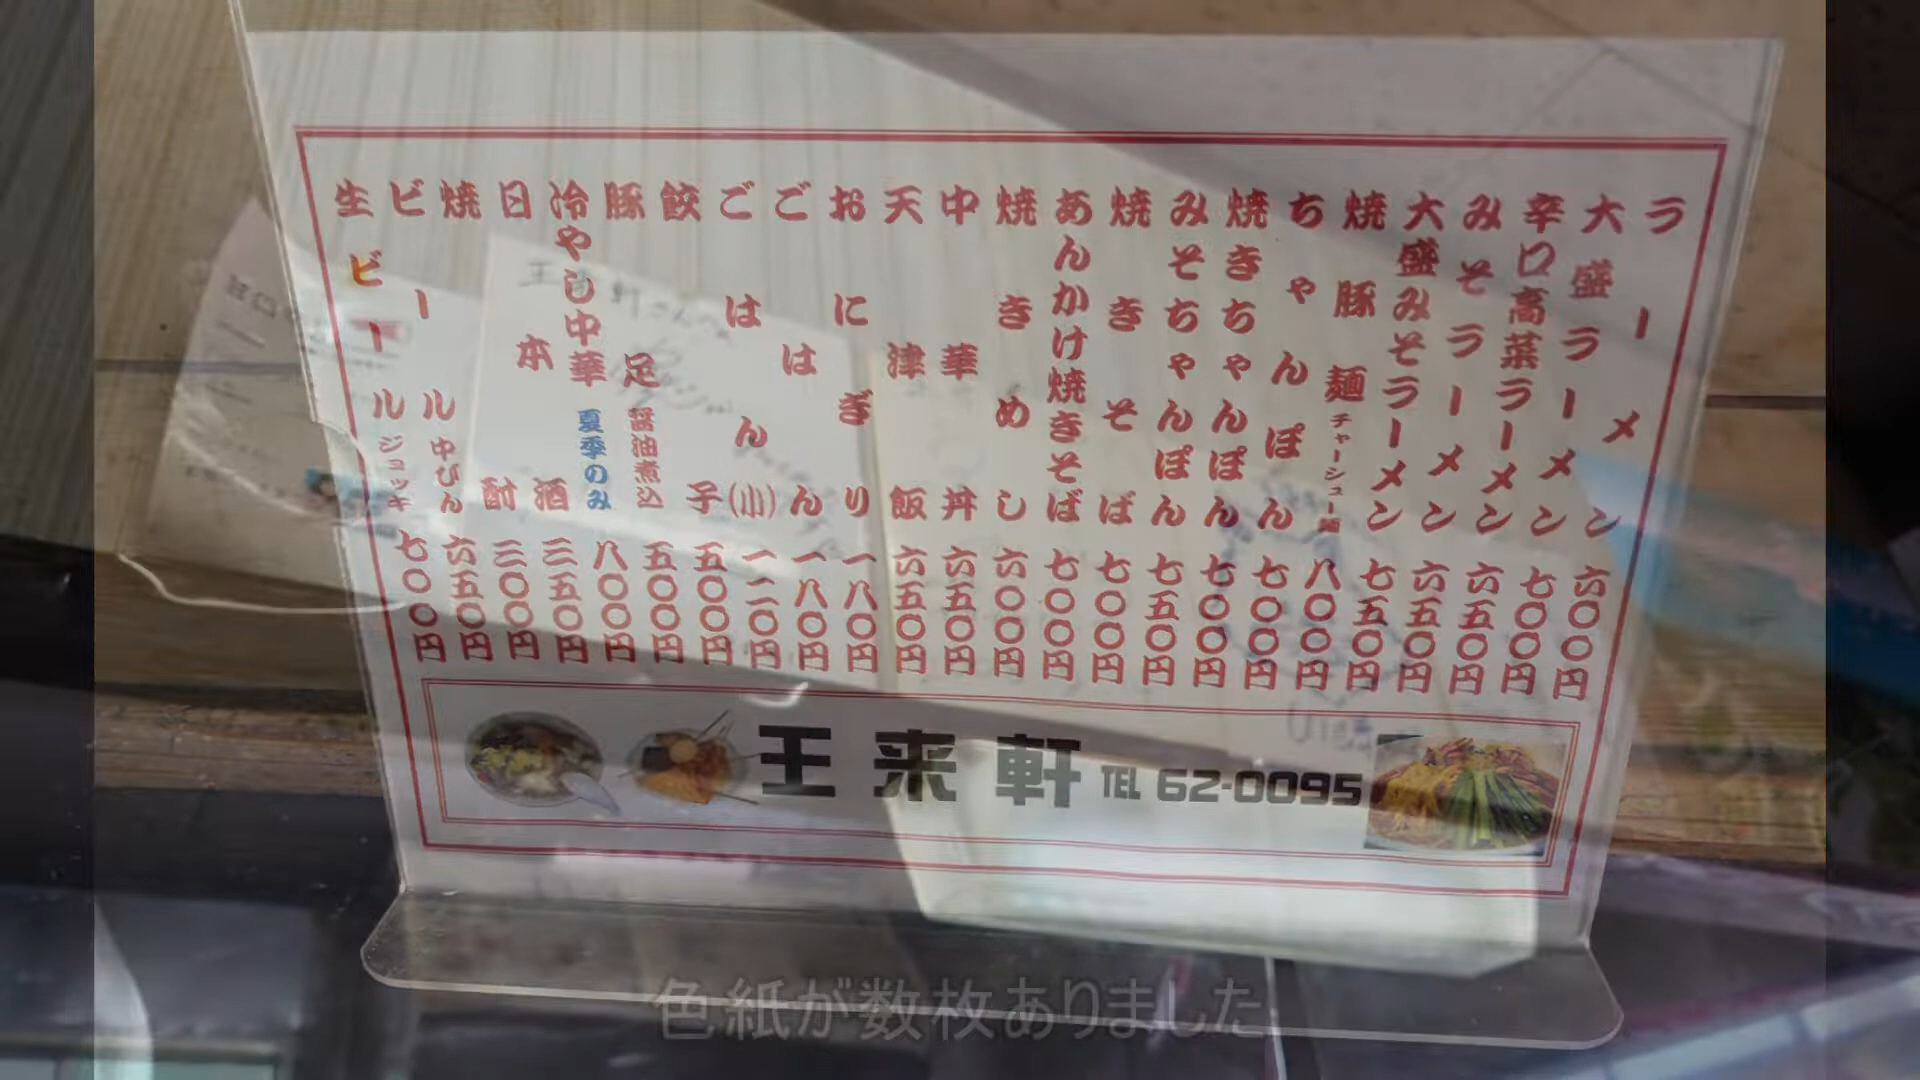 ラーメン 六〇〇円
大盛ラーメン 七〇〇円
辛口高菜ラーメン 六五〇円
みそラーメン 六五〇円
大盛みそラーメン 七五〇円
焼豚麺 チャーシュー麺 八〇〇円
ちゃんぽん 七〇〇円
焼きちゃんぽん 七〇〇円
みそちゃんぽん 七五〇円
焼きそば 七〇〇円
あんかけ焼きそば 七〇〇円
焼きめし 六〇〇円
中華丼 六五〇円
天津飯 六五〇円
おにぎり 一八〇円
ごはん 一八〇円
ごはん(小) 一二〇円
餃子 五〇〇円
豚足 醤油煮込 五〇〇円
冷やし中華 夏季のみ 八〇〇円
日本酒 三五〇円
焼酎 三〇〇円
ビール 中びん 六五〇円
生ビール ジョッキ 七〇〇円
王来軒 TEL 62-0095
色紙が数枚ありました